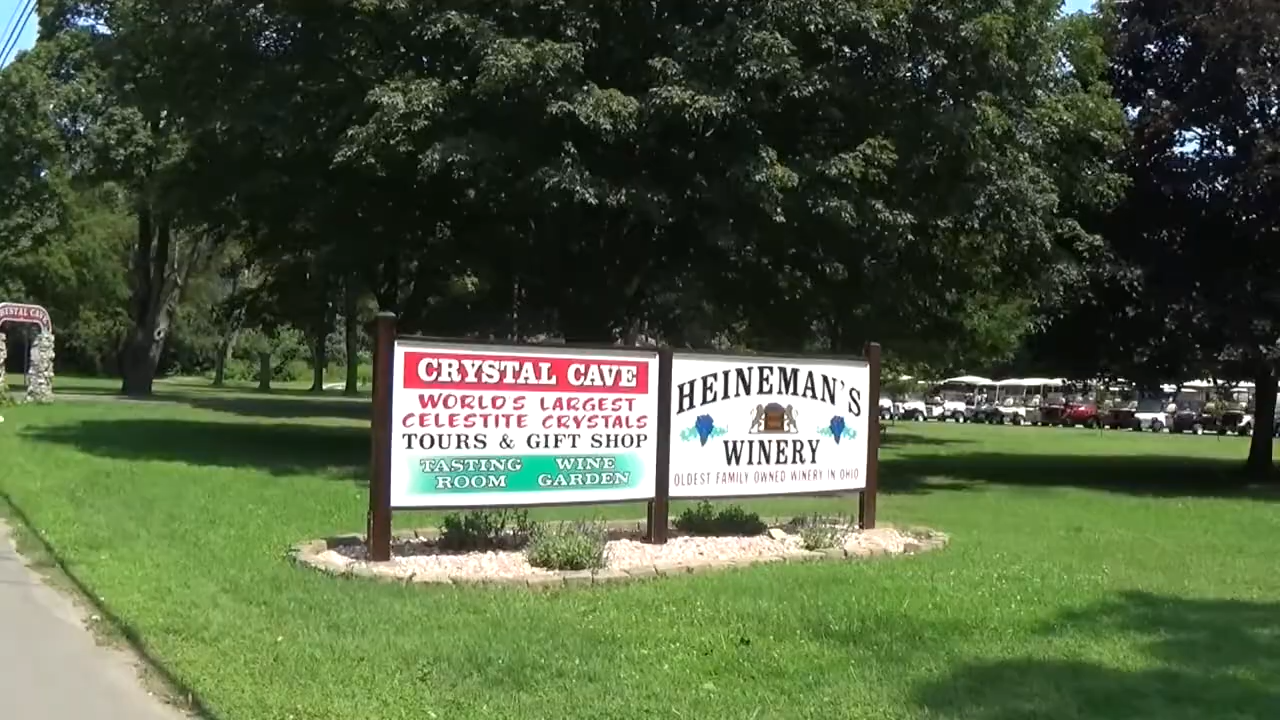 CRYSTAL CAVE
CRYSTAL CAVE
WORLD'S LARGEST
CELESTITE CRYSTALS
TOURS & GIFT SHOP
TASTING ROOM
WINE GARDEN
HEINEMAN'S
WINERY
OLDEST FAMILY OWNED WINERY IN OHIO